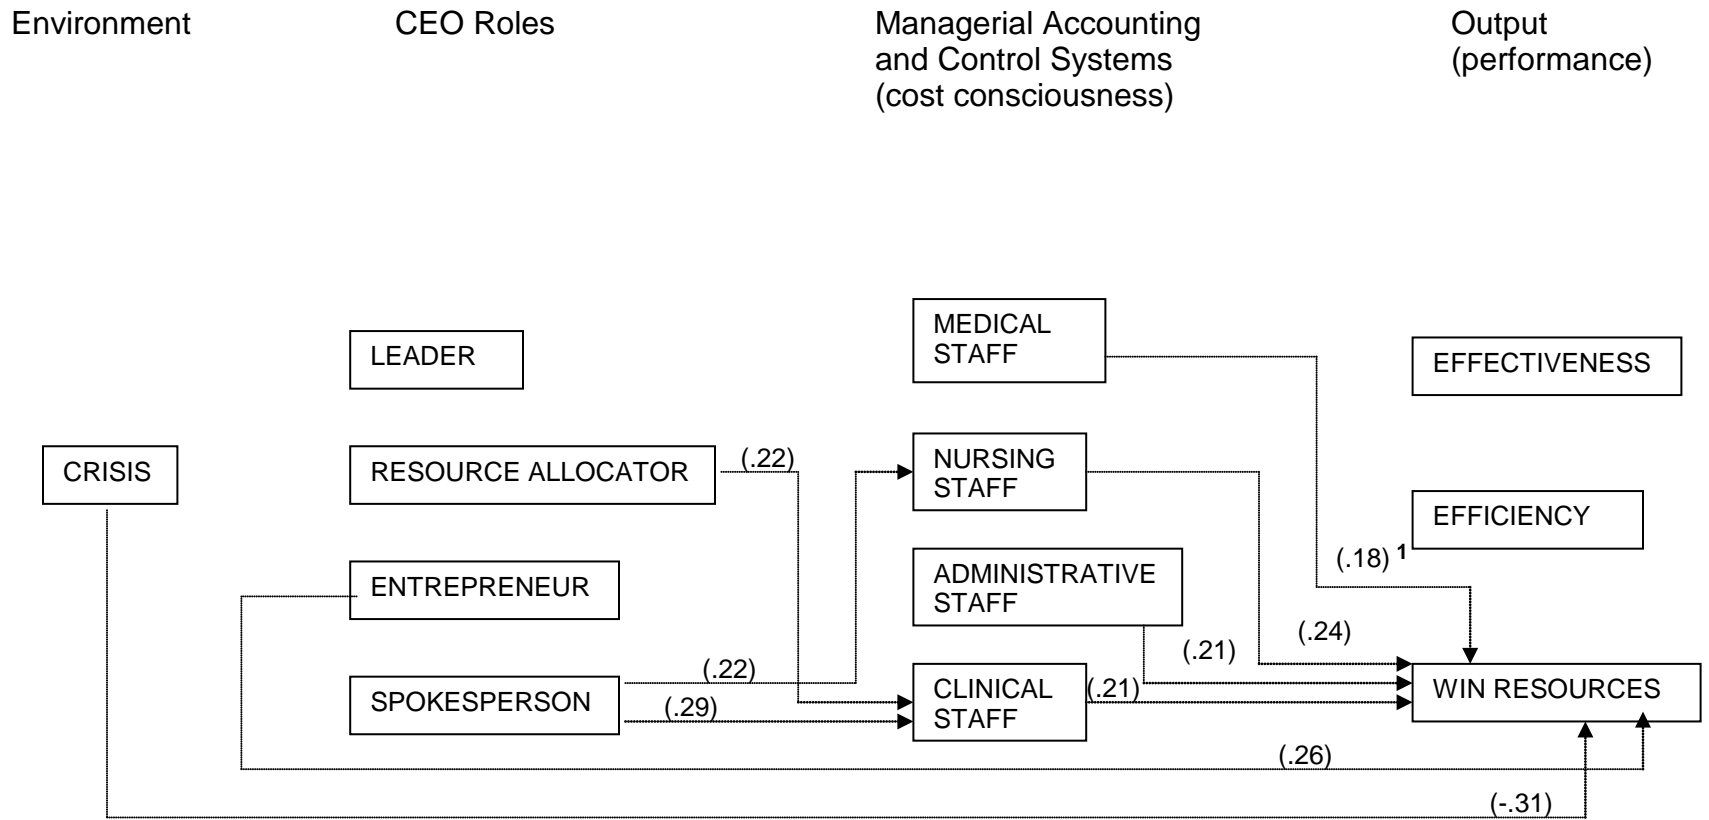 Environment
CEO Roles
Managerial Accounting
and Control Systems
(cost consciousness)
Output
(performance)
MEDICAL
STAFF
LEADER
EFFECTIVENESS
CRISIS
RESOURCE ALLOCATOR
(.22)
NURSING
STAFF
EFFICIENCY
(.18) 1
ENTREPRENEUR
ADMINISTRATIVE
STAFF
(.24)
(.21)
(.22)
SPOKESPERSON
(.29)
CLINICAL
STAFF
(.21)
WIN RESOURCES
(.26)
(-.31)